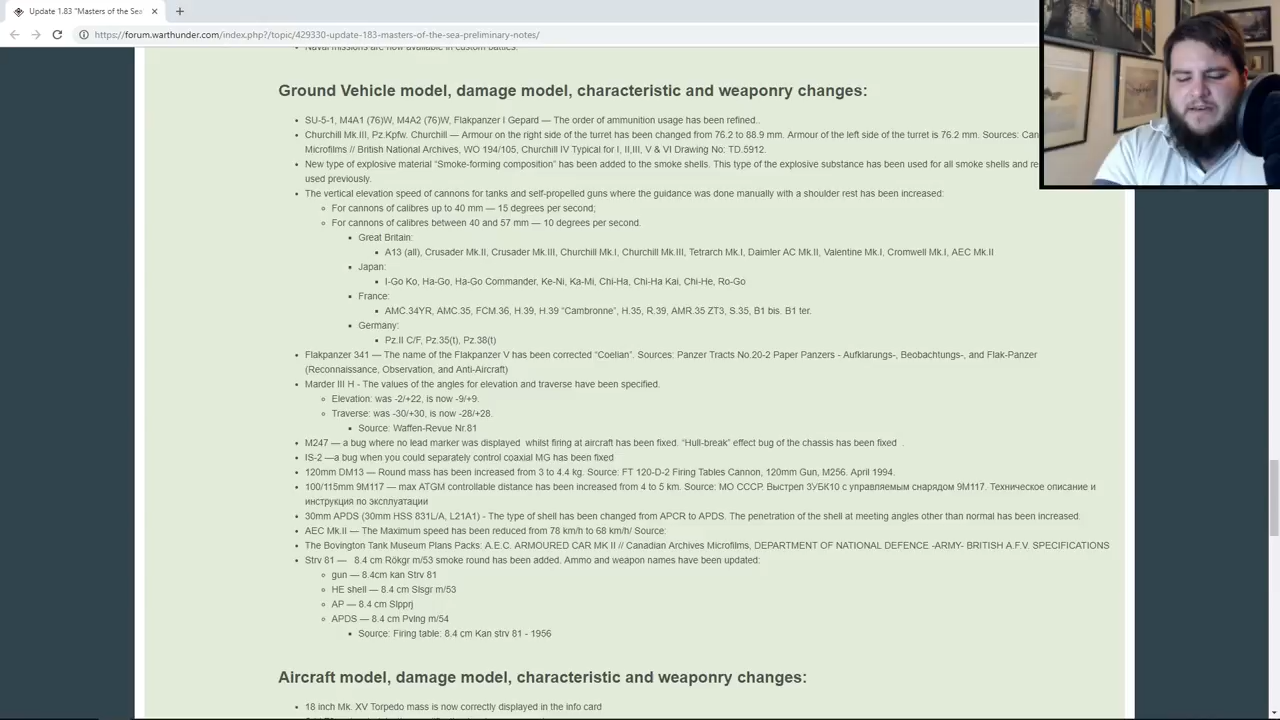 Update 1.83 "Masters of the Sea
https://forum.warthunder.com/index.php?/topic/429330-update-183-masters-of-the-sea-preliminary-notes/
Naval missions are now available in custom battles.
Ground Vehicle model, damage model, characteristic and weaponry changes:
SU-5-1, M4A1 (76)W, M4A2 (76)W, Flakpanzer I Gepard — The order of ammunition usage has been refined..
Churchill Mk.III, Pz.Kpfw. Churchill — Armour on the right side of the turret has been changed from 76.2 to 88.9 mm. Armour of the left side of the turret is 76.2 mm. Sources: Can
Microfilms // British National Archives, WO 194/105, Churchill IV Typical for I, II,III, V & VI Drawing No: TD.5912.
New type of explosive material “Smoke-forming composition” has been added to the smoke shells. This type of the explosive substance has been used for all smoke shells and re
used previously.
The vertical elevation speed of cannons for tanks and self-propelled guns where the guidance was done manually with a shoulder rest has been increased:
For cannons of calibres up to 40 mm — 15 degrees per second;
For cannons of calibres between 40 and 57 mm — 10 degrees per second.
Great Britain:
A13 (all), Crusader Mk.II, Crusader Mk.III, Churchill Mk.I, Churchill Mk.III, Tetrarch Mk.I, Daimler AC Mk.II, Valentine Mk.I, Cromwell Mk.I, AEC Mk.II
Japan:
I-Go Ko, Ha-Go, Ha-Go Commander, Ke-Ni, Ka-Mi, Chi-Ha, Chi-Ha Kai, Chi-He, Ro-Go
France:
AMC.34YR, AMC.35, FCM.36, H.39, H.39 “Cambronne”, H.35, R.39, AMR.35 ZT3, S.35, B1 bis. B1 ter.
Germany:
Pz.II C/F, Pz.35(t), Pz.38(t)
Flakpanzer 341 — The name of the Flakpanzer V has been corrected “Coelian”. Sources: Panzer Tracts No.20-2 Paper Panzers - Aufklarungs-, Beobachtungs-, and Flak-Panzer
(Reconnaissance, Observation, and Anti-Aircraft)
Marder III H - The values of the angles for elevation and traverse have been specified.
Elevation: was -2/+22, is now -9/+9.
Traverse: was -30/+30, is now -28/+28.
Source: Waffen-Revue Nr.81
M247 — a bug where no lead marker was displayed whilst firing at aircraft has been fixed. “Hull-break” effect bug of the chassis has been fixed .
IS-2 —a bug when you could separately control coaxial MG has been fixed
120mm DM13 — Round mass has been increased from 3 to 4.4 kg. Source: FT 120-D-2 Firing Tables Cannon, 120mm Gun, M256. April 1994.
100/115mm 9M117 — max ATGM controllable distance has been increased from 4 to 5 km. Source: МО СССР. Выстрел ЗУБК10 с управляемым снарядом 9М117. Техническое описание и
инструкция по эксплуатации
30mm APDS (30mm HSS 831L/A, L21A1) - The type of shell has been changed from APCR to APDS. The penetration of the shell at meeting angles other than normal has been increased.
AEC Mk.II — The Maximum speed has been reduced from 78 km/h to 68 km/h/ Source:
The Bovington Tank Museum Plans Packs: A.E.C. ARMOURED CAR MK II // Canadian Archives Microfilms, DEPARTMENT OF NATIONAL DEFENCE -ARMY- BRITISH A.F.V. SPECIFICATIONS
Strv 81 — 8.4 cm Rökgr m/53 smoke round has been added. Ammo and weapon names have been updated:
gun — 8.4cm kan Strv 81
HE shell — 8.4 cm Slsgr m/53
AP — 8.4 cm Slpprj
APDS — 8.4 cm Pvlng m/54
Source: Firing table: 8.4 cm Kan strv 81 - 1956
Aircraft model, damage model, characteristic and weaponry changes:
18 inch Mk. XV Torpedo mass is now correctly displayed in the info card